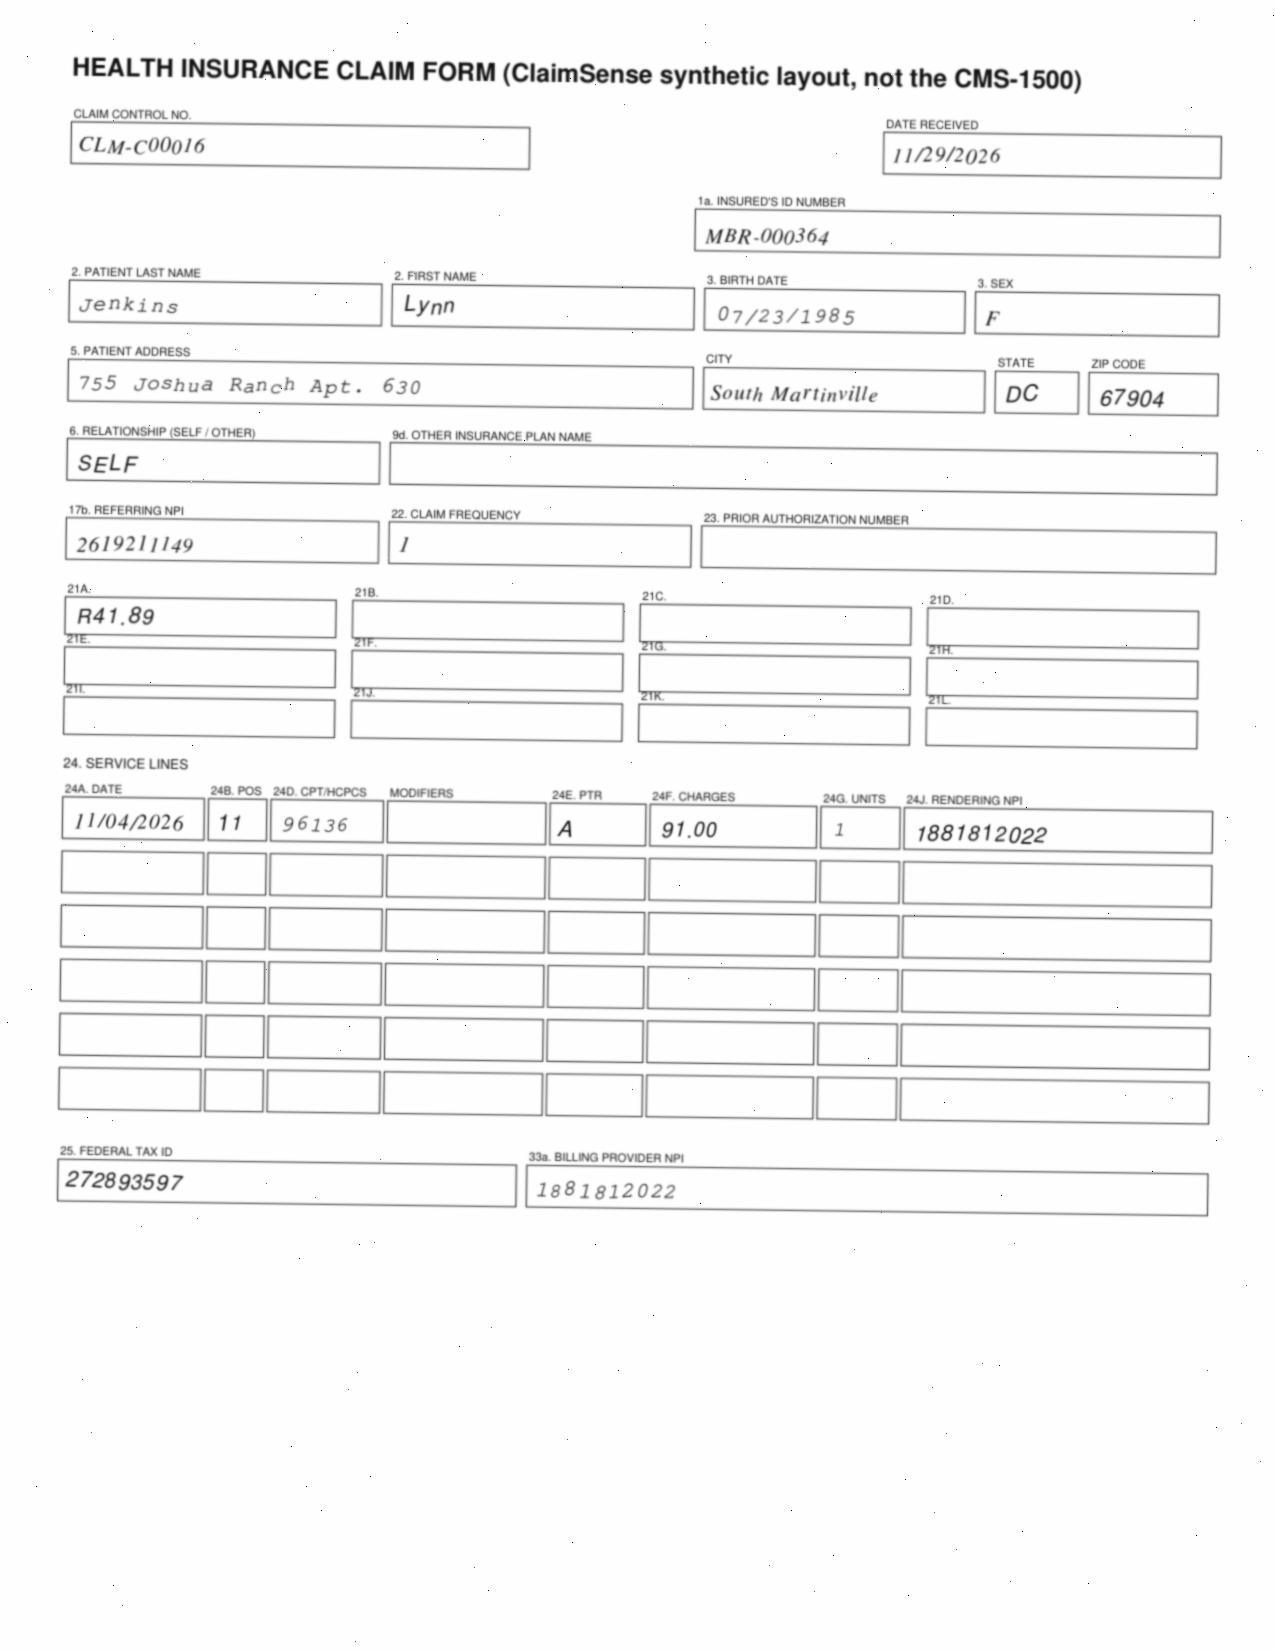 HEALTH INSURANCE CLAIM FORM (ClaimSense synthetic layout, not the CMS-1500)
CLAIM CONTROL NO.
CLM-C00016
DATE RECEIVED
11/29/2026
1a. INSURED'S ID NUMBER
MBR-000364
2. PATIENT LAST NAME
Jenkins
2. FIRST NAME
Lynn
3. BIRTH DATE
07/23/1985
3. SEX
F
5. PATIENT ADDRESS
755 Joshua Ranch Apt. 630
CITY
South Martinville
STATE
DC
ZIP CODE
67904
6. RELATIONSHIP (SELF / OTHER)
SELF
9d. OTHER INSURANCE PLAN NAME
17b. REFERRING NPI
2619211149
22. CLAIM FREQUENCY
1
23. PRIOR AUTHORIZATION NUMBER
21A.
R41.89
21B.
21C.
21D.
21E.
21F.
21G.
21H.
21I.
21J.
21K.
21L.
24. SERVICE LINES
24A. DATE 24B. POS 24D. CPT/HCPCS MODIFIERS 24E. PTR 24F. CHARGES 24G. UNITS 24J. RENDERING NPI
11/04/2026 11 96136 A 91.00 1 1881812022
25. FEDERAL TAX ID
272893597
33a. BILLING PROVIDER NPI
1881812022